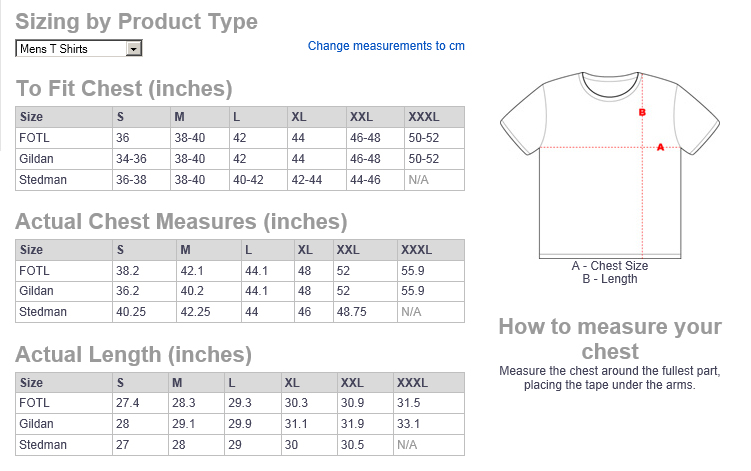 Sizing by Product Type
Mens T Shirts
Change measurements to cm
To Fit Chest (inches)
Size S M L XL XXL XXXL
FOTL 36 38-40 42 44 46-48 50-52
Gildan 34-36 38-40 42 44 46-48 50-52
Stedman 36-38 38-40 40-42 42-44 44-46 N/A
Actual Chest Measures (inches)
Size S M L XL XXL XXXL
FOTL 38.2 42.1 44.1 48 52 55.9
Gildan 36.2 40.2 44.1 48 52 55.9
Stedman 40.25 42.25 44 46 48.75 N/A
Actual Length (inches)
Size S M L XL XXL XXXL
FOTL 27.4 28.3 29.3 30.3 30.9 31.5
Gildan 28 29.1 29.9 31.1 31.9 33.1
Stedman 27 28 29 30 30.5 N/A
B
A
A - Chest Size
B - Length
How to measure your
chest
Measure the chest around the fullest part,
placing the tape under the arms.